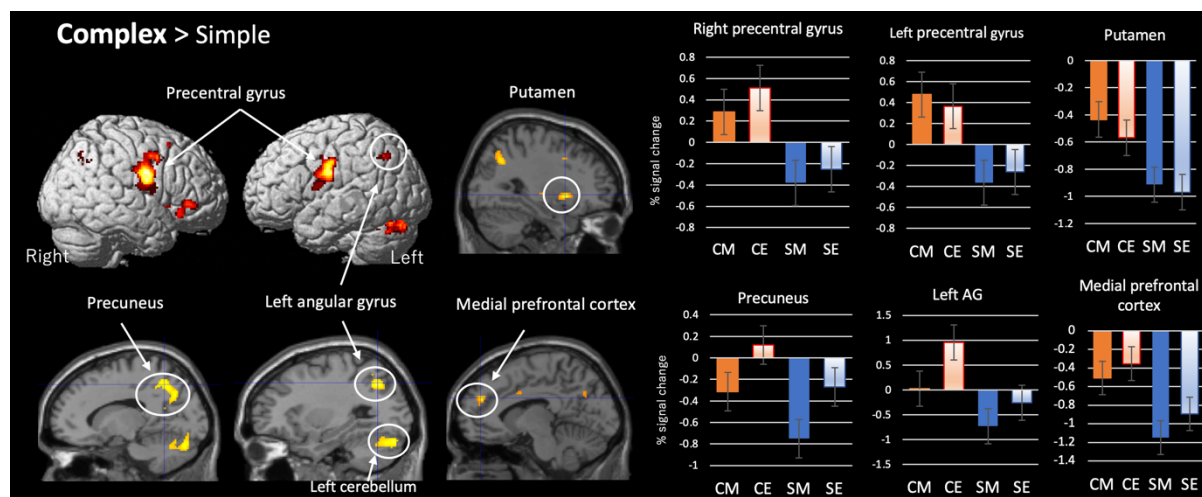 Complex > Simple
Precentral gyrus
Putamen
Right
Left
Precuneus
Left angular gyrus
Medial prefrontal cortex
Left cerebellum
Right precentral gyrus
% signal change
0.8
0.6
0.4
0.2
0
-0.2
-0.4
-0.6
-0.8
CM CE SM SE
Left precentral gyrus
0.8
0.6
0.4
0.2
0
-0.2
-0.4
-0.6
-0.8
CM CE SM SE
Putamen
0
-0.2
-0.4
-0.6
-0.8
-1
-1.2
CM CE SM SE
Precuneus
% signal change
0.4
0.2
0
-0.2
-0.4
-0.6
-0.8
-1
CM CE SM SE
Left AG
1.5
1
0.5
0
-0.5
-1
-1.5
CM CE SM SE
Medial prefrontal
cortex
0
-0.2
-0.4
-0.6
-0.8
-1
-1.2
-1.4
CM CE SM SE